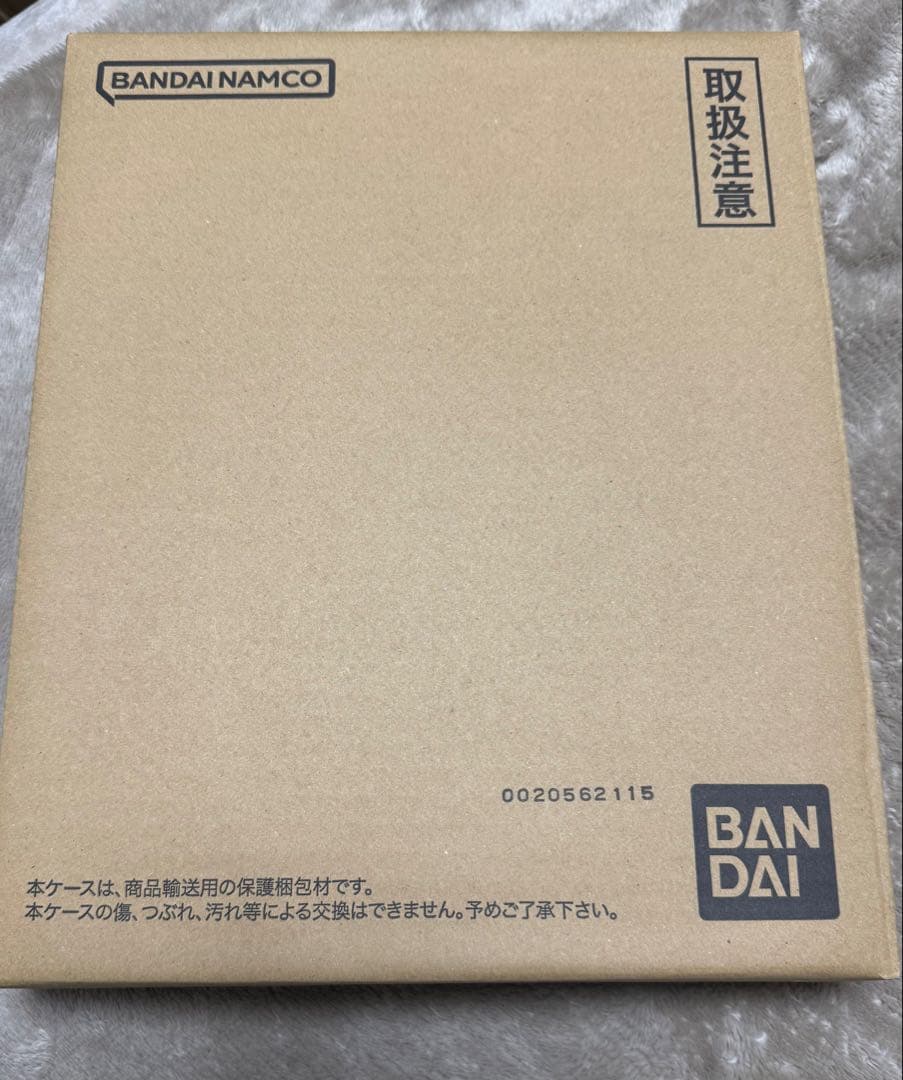 BANDAI NAMCO
取扱注意
0020562115
BAN
DAI
本ケースは、商品輸送用の保護梱包材です。
本ケースの傷、つぶれ、汚れ等による交換はできません。予めご了承下さい。